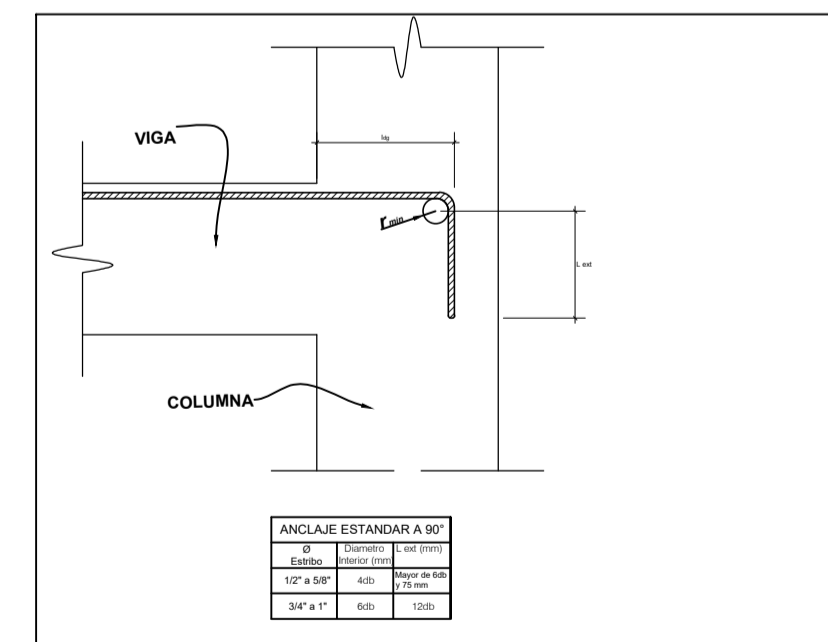 VIGA
ldg
rmin
L ext
COLUMNA
ANCLAJE ESTANDAR A 90°
Ø Estribo
Diametro Interior (mm
L ext (mm)
1/2" a 5/8"
4db
Mayor de 6db y 75 mm
3/4" a 1"
6db
12db